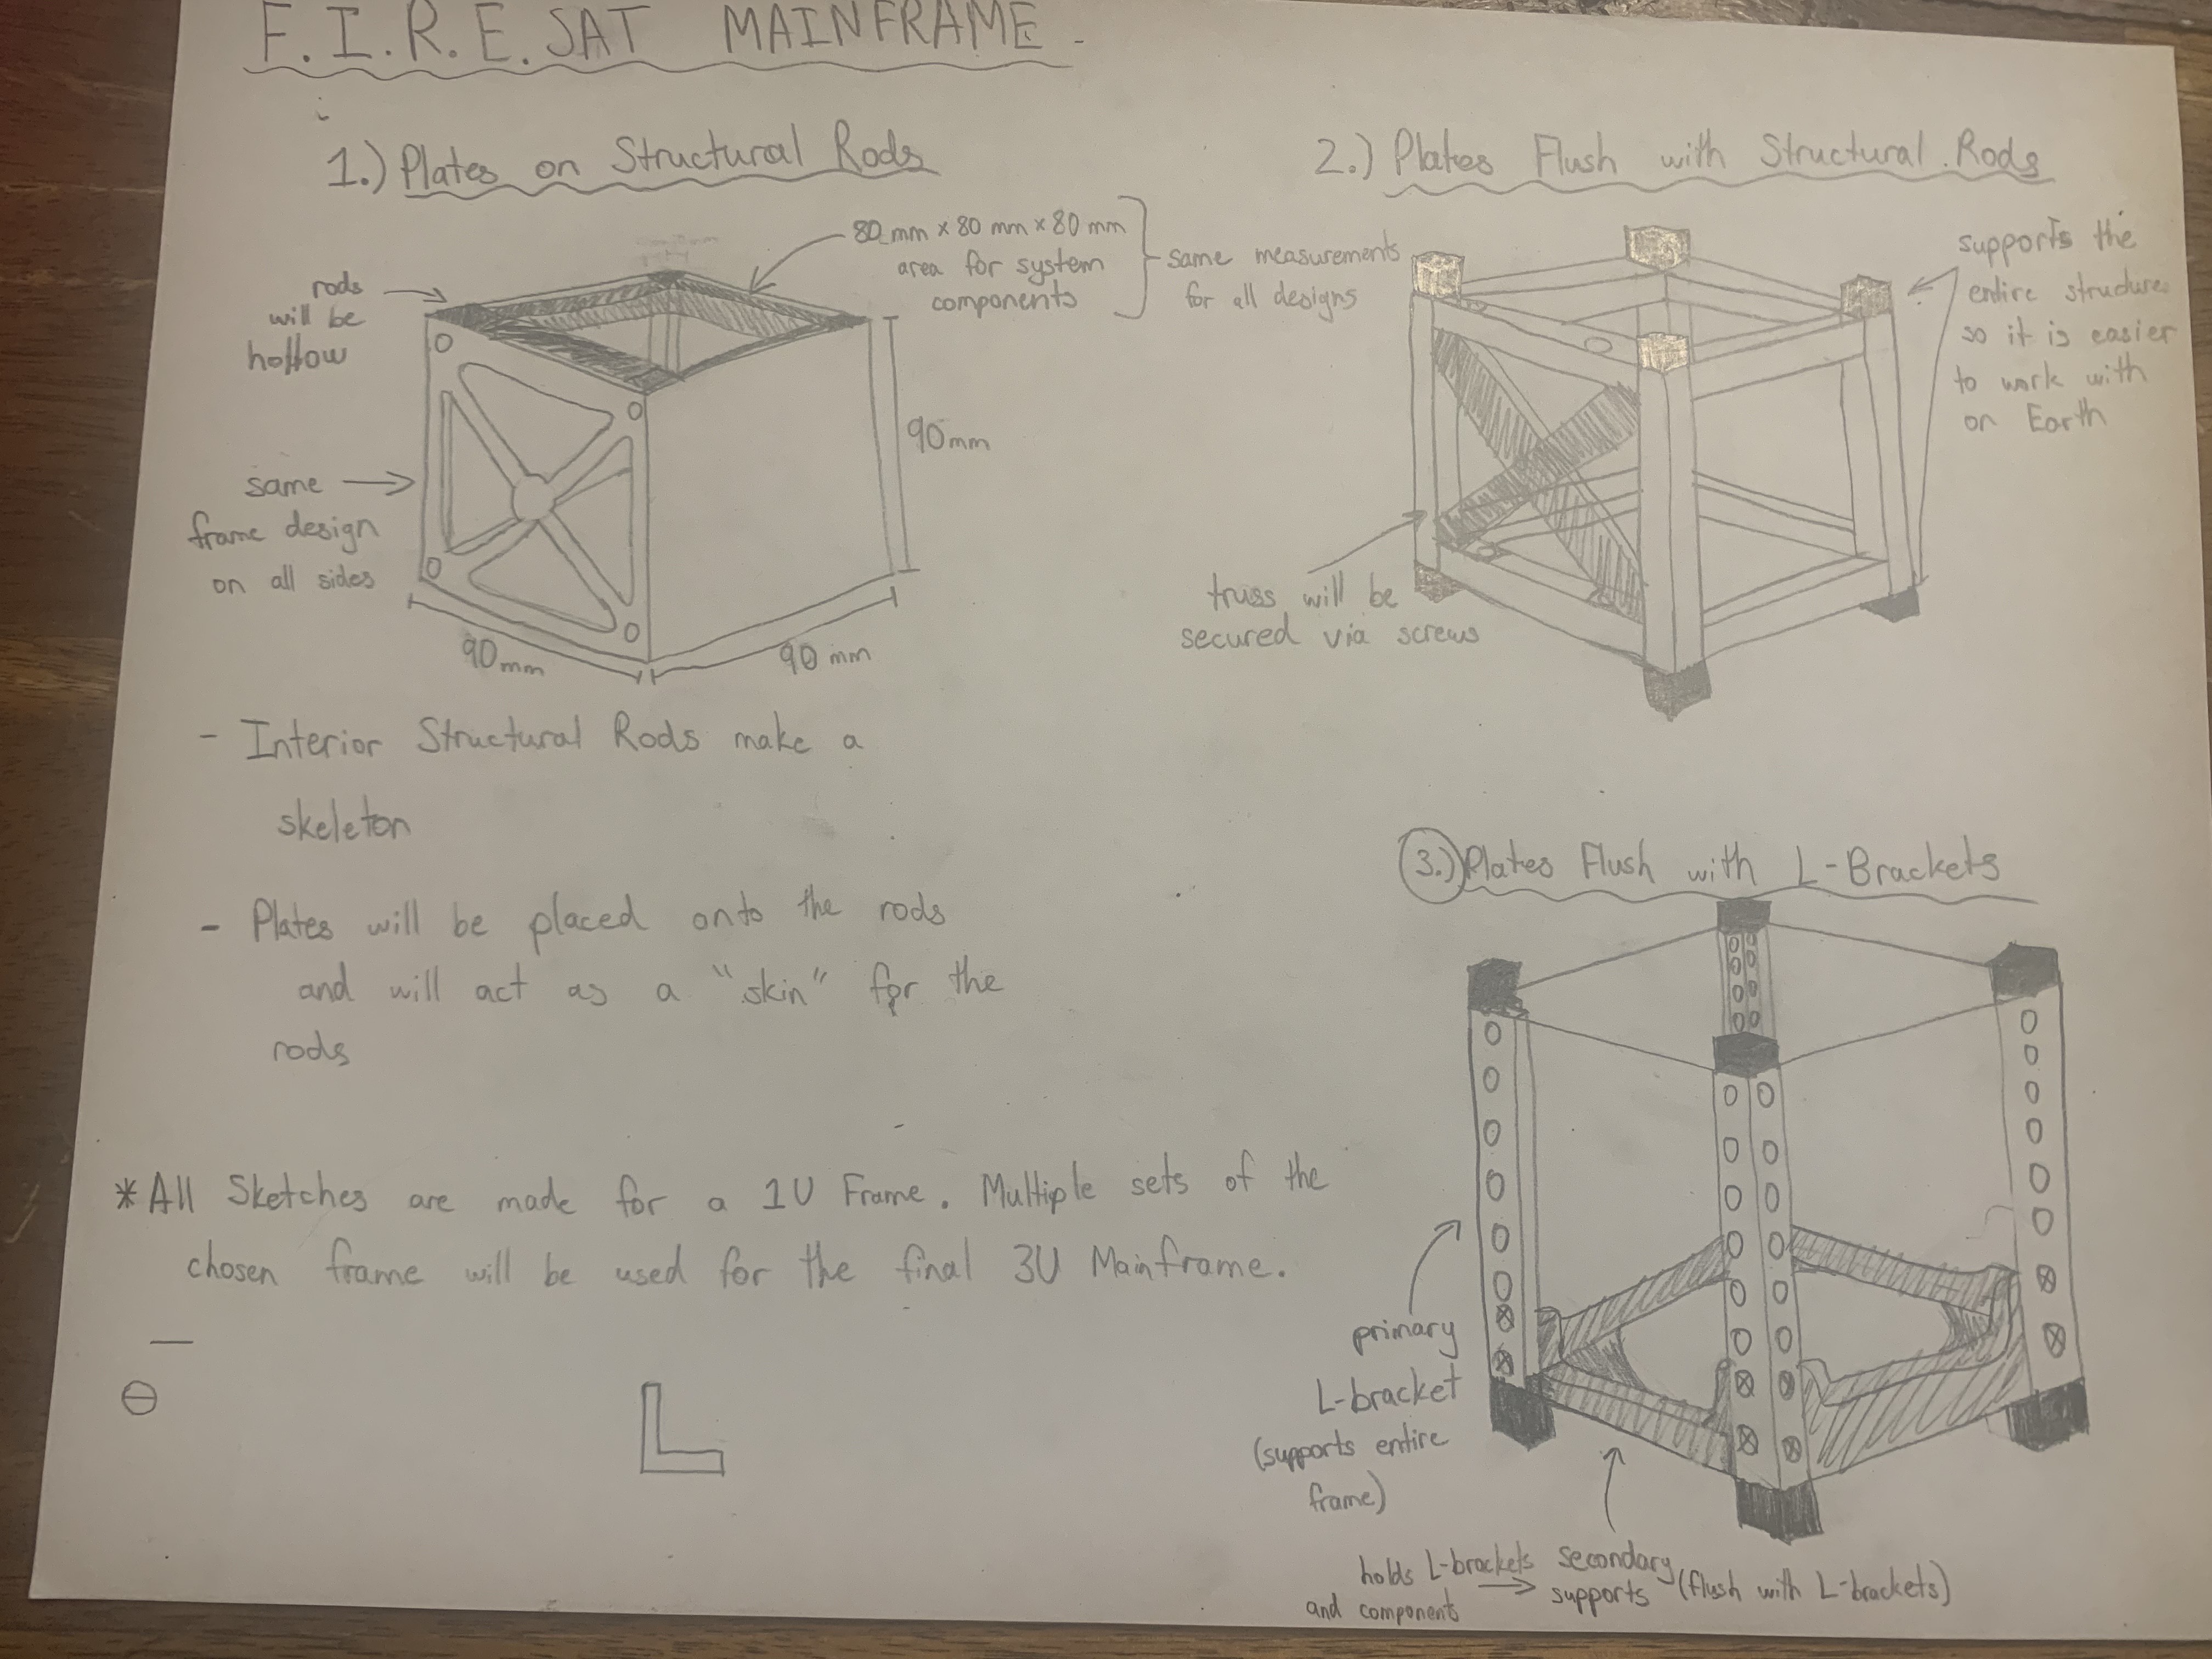 F.I.R.E.SAT MAINFRAME
1.) Plates on Structural Rods
80 mm x 80 mm x 80 mm
area for system
components
same measurements
for all designs
rods
will be
hollow
90mm
same
frame design
on all sides
90mm
90 mm
- Interior Structural Rods make a
skeleton
- Plates will be placed onto the rods
and will act as a "skin" for the
rods
*All Sketches are made for a 1U Frame. Multiple sets of the
chosen frame will be used for the final 3U Mainframe.
2.) Plates Flush with Structural Rods
supports the
entire structure
so it is easier
to work with
on Earth
truss will be
secured via screws
3.) Plates Flush with L-Brackets
primary
L-bracket
(supports entire
frame)
holds L-brackets
and components
secondary
supports (flush with L-brackets)